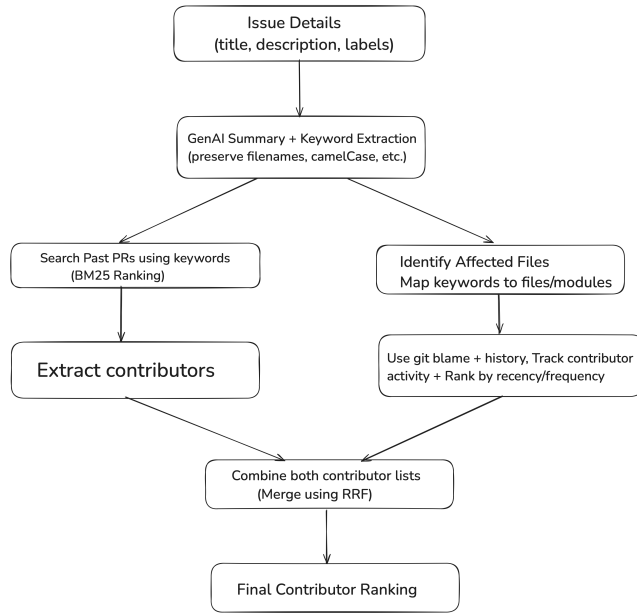 Issue Details
(title, description, labels)
GenAI Summary + Keyword Extraction
(preserve filenames, camelCase, etc.)
Search Past PRs using keywords
(BM25 Ranking)
Identify Affected Files
Map keywords to files/modules
Extract contributors
Use git blame + history, Track contributor
activity + Rank by recency/frequency
Combine both contributor lists
(Merge using RRF)
Final Contributor Ranking